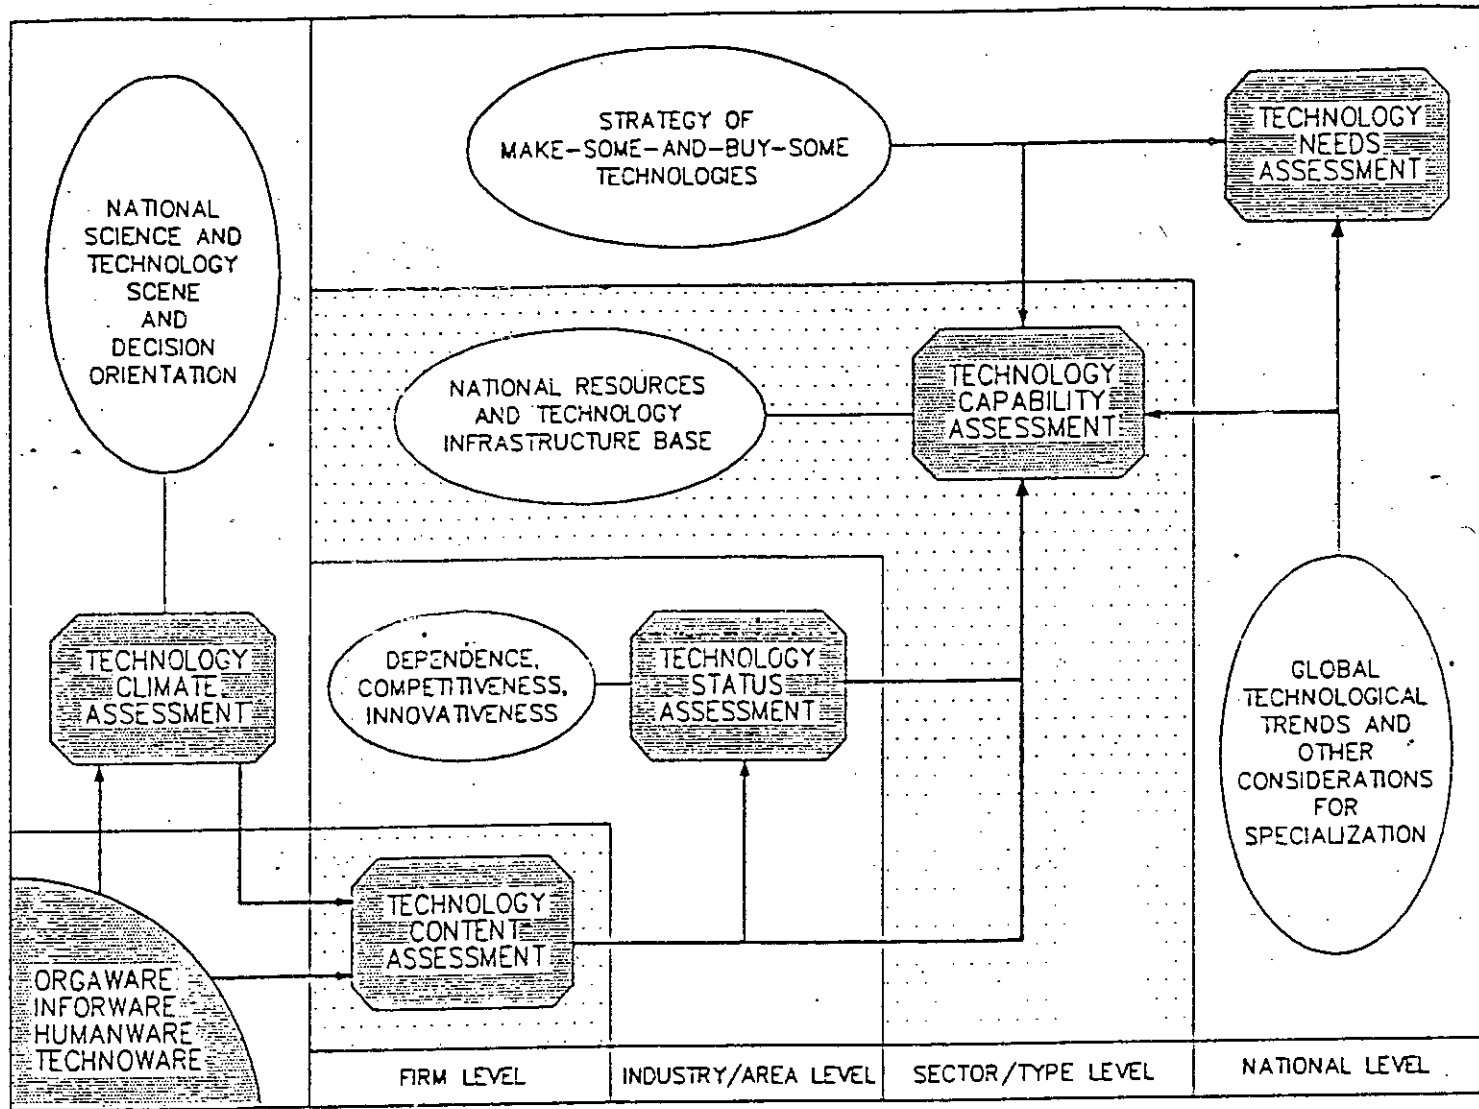 NATIONAL
SCIENCE AND
TECHNOLOGY
SCENE
AND
DECISION
ORIENTATION
STRATEGY OF
MAKE-SOME-AND-BUY-SOME
TECHNOLOGIES
TECHNOLOGY
NEEDS
ASSESSMENT
NATIONAL RESOURCES
AND TECHNOLOGY
INFRASTRUCTURE BASE
TECHNOLOGY
CAPABILITY
ASSESSMENT
TECHNOLOGY
CLIMATE
ASSESSMENT
DEPENDENCE,
COMPETITIVENESS,
INNOVATIVENESS
TECHNOLOGY
STATUS
ASSESSMENT
GLOBAL
TECHNOLOGICAL
TRENDS AND
OTHER
CONSIDERATIONS
FOR
SPECIALIZATION
TECHNOLOGY
CONTENT
ASSESSMENT
ORGAWARE
INFORWARE
HUMANWARE
TECHNOWARE
FIRM LEVEL
INDUSTRY/AREA LEVEL
SECTOR/TYPE LEVEL
NATIONAL LEVEL